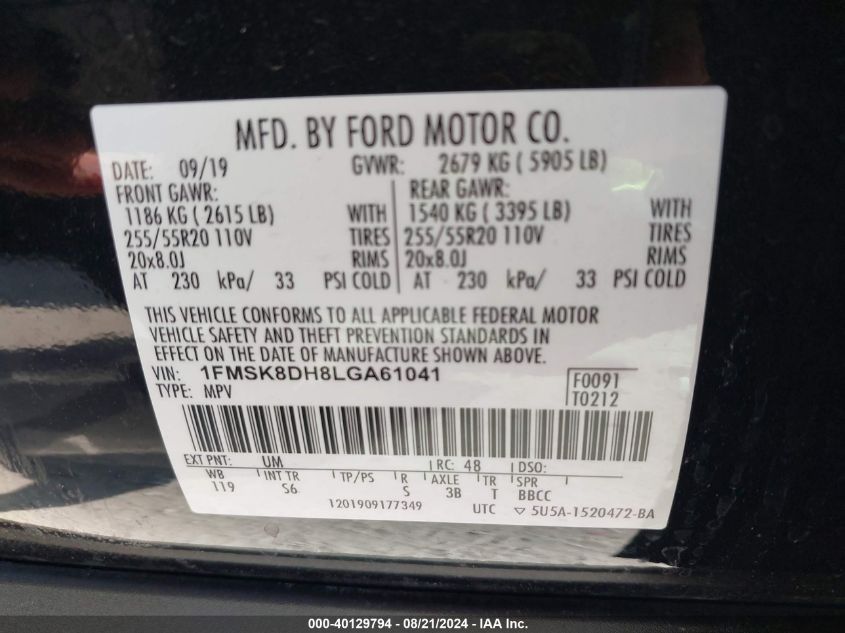 MFD. BY FORD MOTOR CO.
DATE: 09/19 GVWR: 2679 KG ( 5905 LB)
FRONT GAWR: REAR GAWR:
1186 KG ( 2615 LB) WITH 1540 KG ( 3395 LB) WITH
255/55R20 110V TIRES 255/55R20 110V TIRES
20x8.0J RIMS 20x8.0J RIMS
AT 230 kPa/ 33 PSI COLD AT 230 kPa/ 33 PSI COLD
THIS VEHICLE CONFORMS TO ALL APPLICABLE FEDERAL MOTOR
VEHICLE SAFETY AND THEFT PREVENTION STANDARDS IN
EFFECT ON THE DATE OF MANUFACTURE SHOWN ABOVE.
VIN: 1FMSK8DH8LGA61041 F0091
TYPE: MPV T0212
EXT PNT: UM RC: 48 DSO:
WB INT TR TP/PS R AXLE TR SPR
119 S6 S 3B T BBCC
1201909177349 UTC ▽ 5U5A-1520472-BA
000-40129794 - 08/21/2024 - IAA Inc.